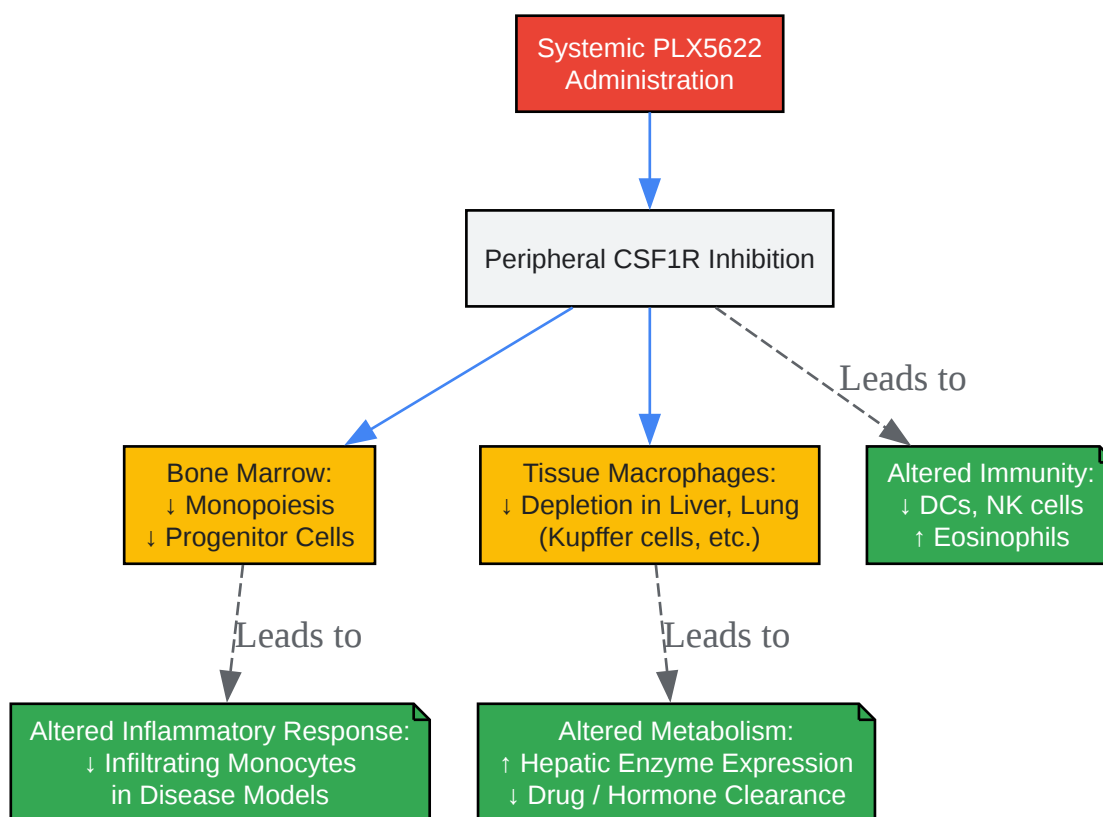 Systemic PLX5622
Administration
Peripheral CSF1R Inhibition
Leads to
Bone Marrow:
↓ Monopoiesis
↓ Progenitor Cells
Tissue Macrophages:
↓ Depletion in Liver, Lung
(Kupffer cells, etc.)
Altered Immunity:
↓ DCs, NK cells
↑ Eosinophils
Leads to
Leads to
Altered Inflammatory Response:
↓ Infiltrating Monocytes
in Disease Models
Altered Metabolism:
↑ Hepatic Enzyme Expression
↓ Drug / Hormone Clearance